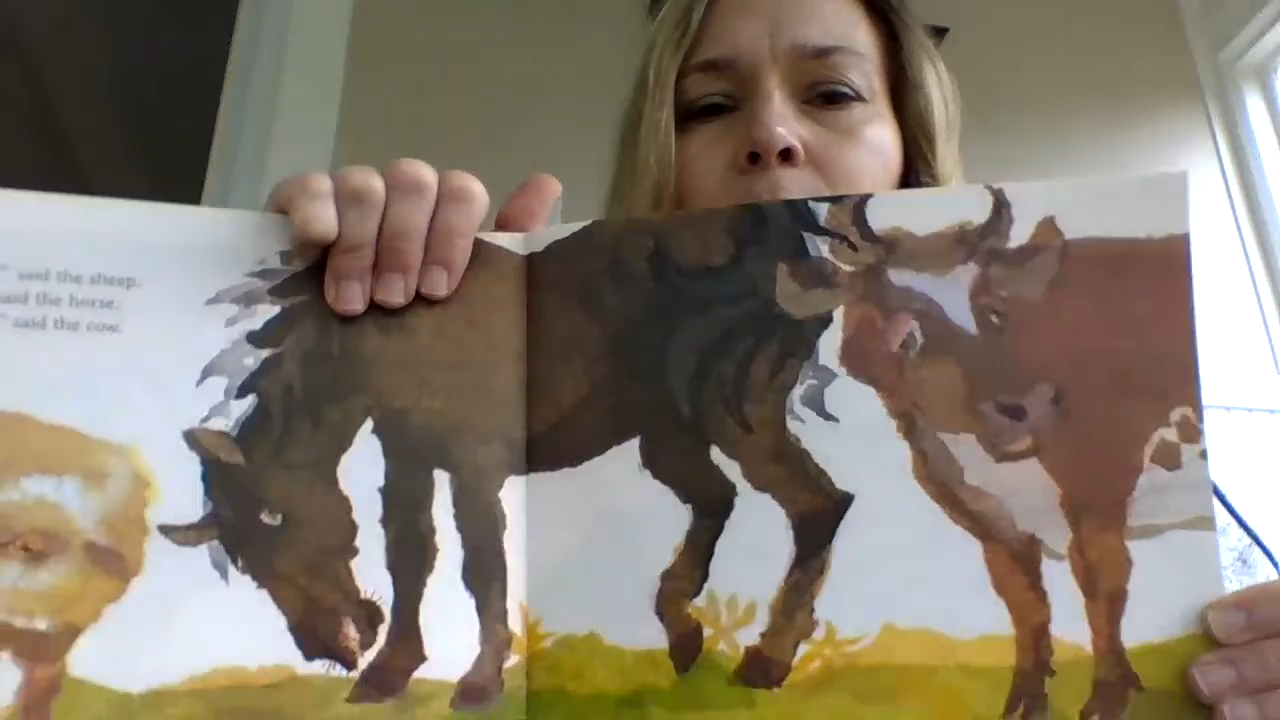 " said the sheep.
said the horse.
" said the cow.